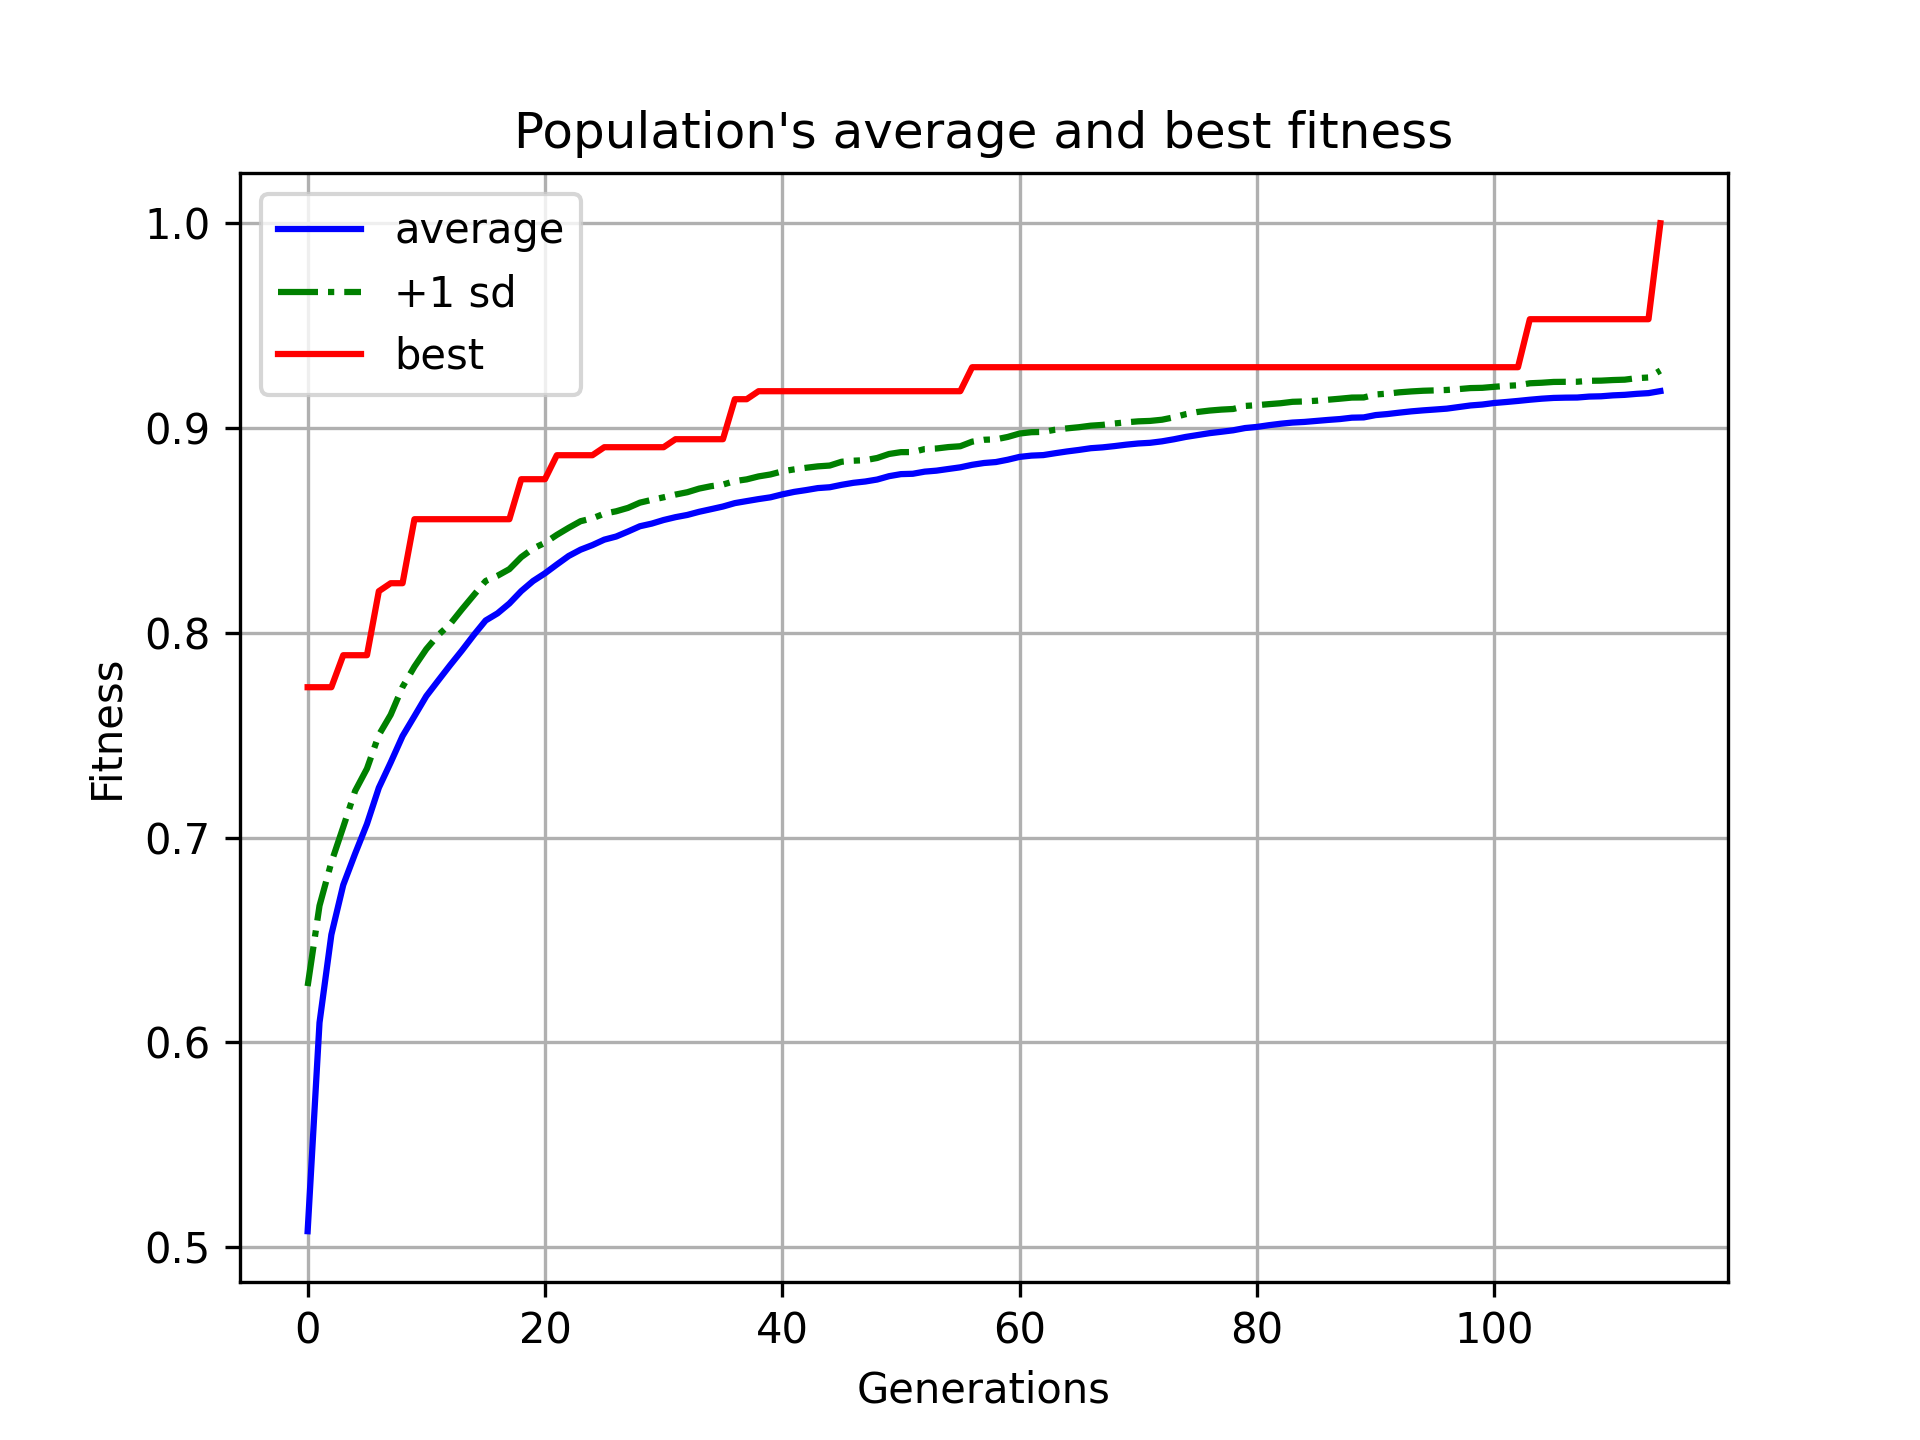 Population's average and best fitness
average
+1 sd
best
1.0
0.9
0.8
0.7
0.6
0.5
Fitness
0 20 40 60 80 100
Generations